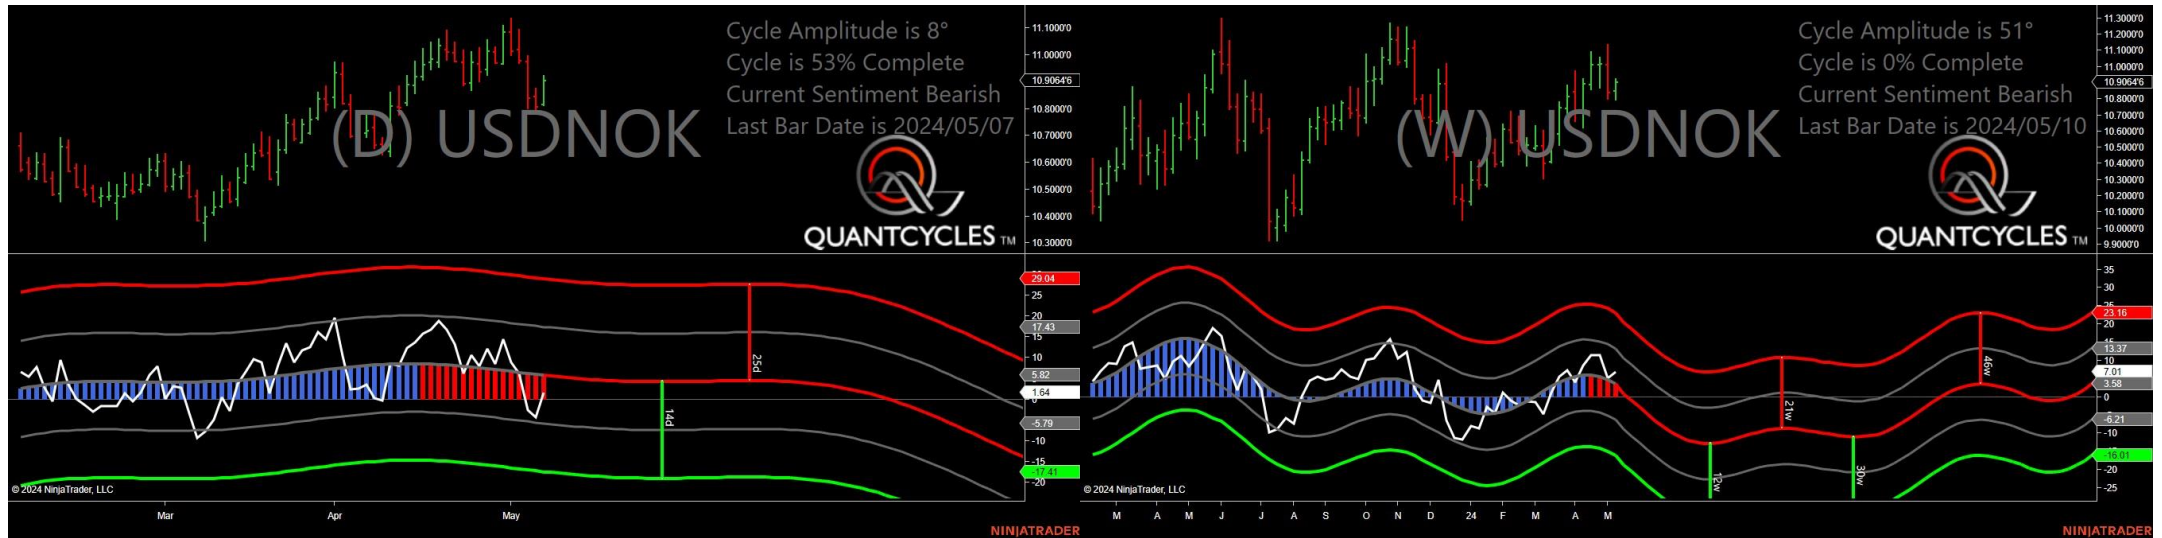 Cycle Amplitude is 8°
Cycle is 53% Complete
Current Sentiment Bearish
Last Bar Date is 2024/05/07
(D) USDNOK
QUANTCYCLES TM
11.1000'0
11.0000'0
10.9064'6
10.8000'0
10.7000'0
10.6000'0
10.5000'0
10.4000'0
10.3000'0
29.04
25
20
17.43
15
10
5.82
1.64
0
-5.79
-10
-15
-17.41
-20
25d
14d
© 2024 NinjaTrader, LLC
Mar
Apr
May
NINJATRADER
Cycle Amplitude is 51°
Cycle is 0% Complete
Current Sentiment Bearish
Last Bar Date is 2024/05/10
(W) USDNOK
QUANTCYCLES TM
11.3000'0
11.2000'0
11.1000'0
11.0000'0
10.9064'6
10.8000'0
10.7000'0
10.6000'0
10.5000'0
10.4000'0
10.3000'0
10.2000'0
10.1000'0
10.0000'0
9.9000'0
35
30
23.16
20
15
13.37
10
7.01
3.58
0
-6.21
-10
-16.01
-20
-25
46w
21w
12w
30w
© 2024 NinjaTrader, LLC
M A M J J A S O N D 24 F M A M
NINJATRADER